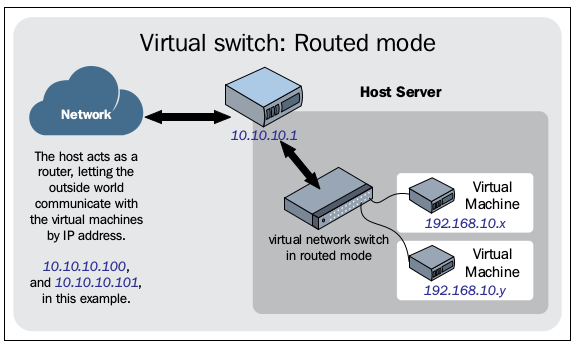 Virtual switch: Routed mode
Network
Host Server
10.10.10.1
The host acts as a
router, letting the
outside world
communicate with
the virtual machines
by IP address.
10.10.10.100,
and 10.10.10.101,
in this example.
virtual network switch
in routed mode
Virtual
Machine
192.168.10.x
Virtual
Machine
192.168.10.y